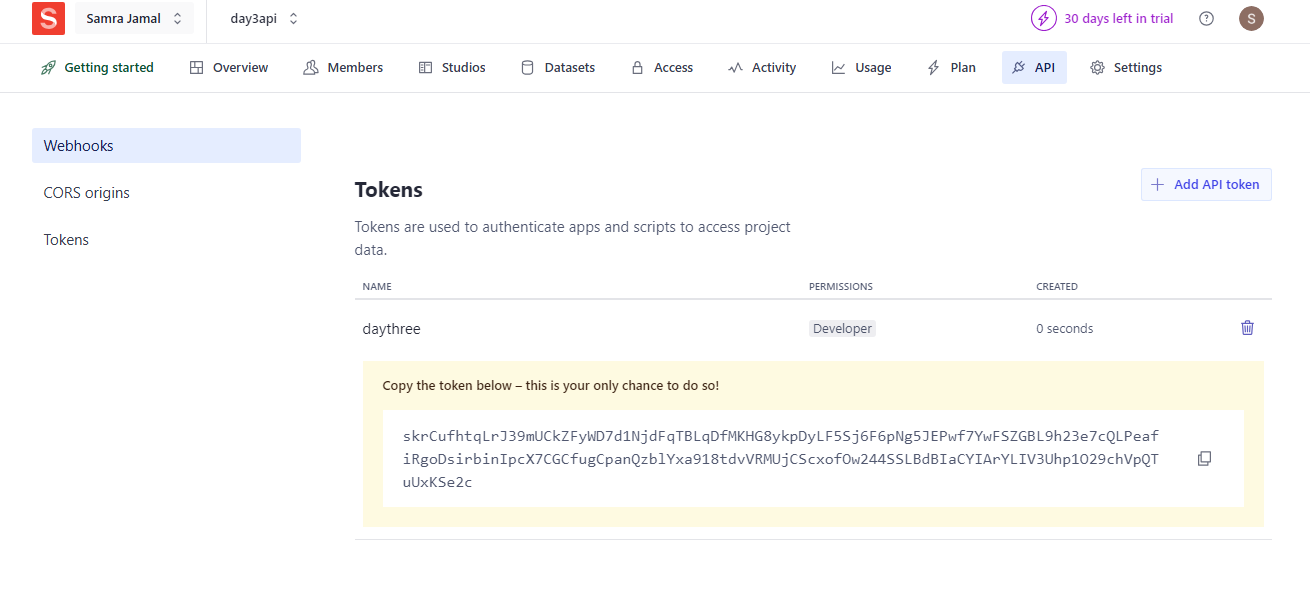 S
Samra Jamal
day3api
30 days left in trial
?
S
Getting started
Overview
Members
Studios
Datasets
Access
Activity
Usage
Plan
API
Settings
Webhooks
CORS origins
Tokens
Tokens
Add API token
Tokens are used to authenticate apps and scripts to access project
data.
NAME PERMISSIONS CREATED
daythree Developer 0 seconds
Copy the token below – this is your only chance to do so!
skrCufhtqLrJ39mUCkZFyWD7d1NjdFqTBLqDfMKHG8ykpDyLF5Sj6F6pNg5JEPwf7YwFSZGBL9h23e7cQLPeaf
iRgoDsirbinIpcX7CGCfugCpanQzblYxa918tdvVRMUjCScxofOw244SSLBdBIaCYIArYLIV3Uhp1O29chVpQT
uUxKSe2c